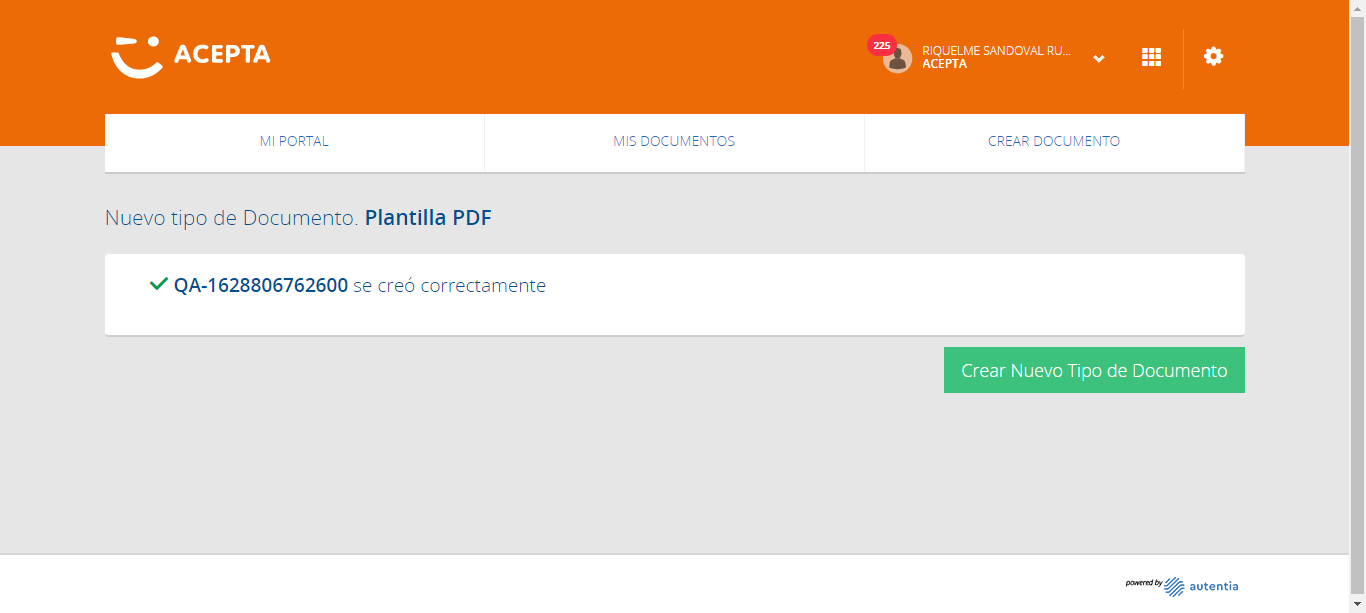 ACEPTA
225
RIQUELME SANDOVAL RU...
ACEPTA
MI PORTAL
MIS DOCUMENTOS
CREAR DOCUMENTO
Nuevo tipo de Documento. Plantilla PDF
QA-1628806762600 se creó correctamente
Crear Nuevo Tipo de Documento
powered by autentia